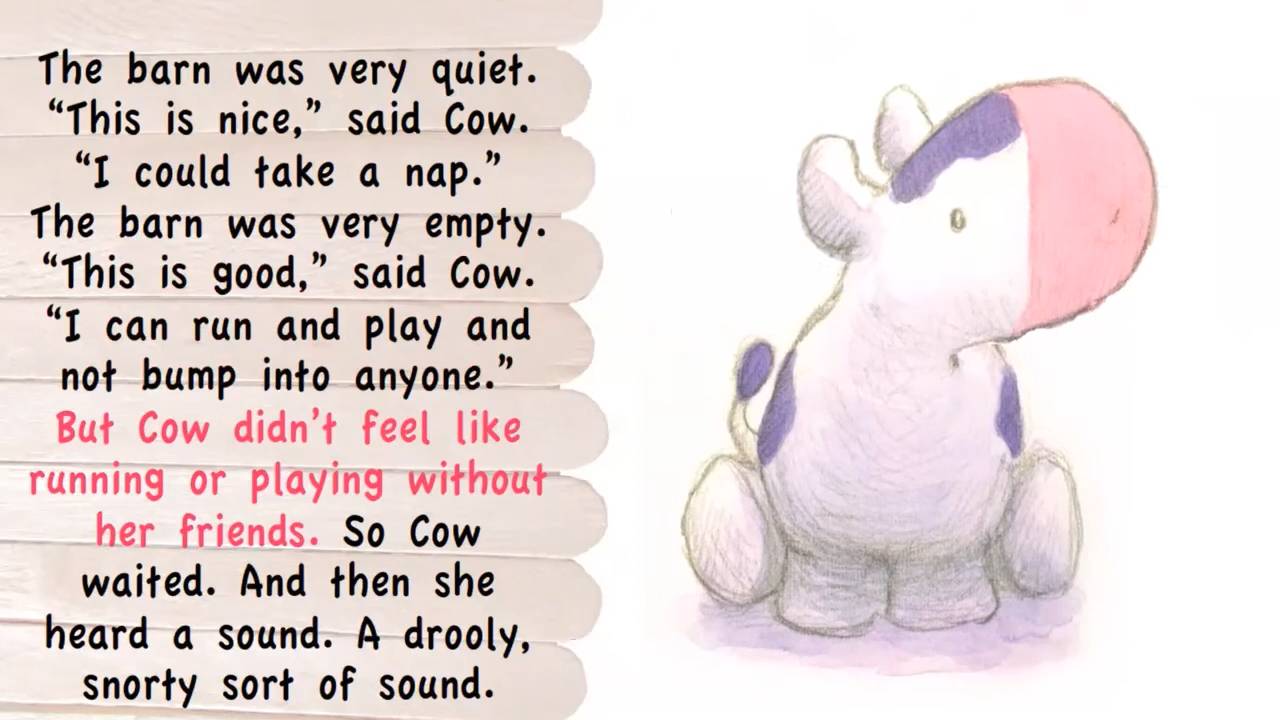 The barn was very quiet.
“This is nice,” said Cow.
“I could take a nap.”
The barn was very empty.
“This is good,” said Cow.
“I can run and play and
not bump into anyone.”
But Cow didn’t feel like
running or playing without
her friends. So Cow
waited. And then she
heard a sound. A drooly,
snorty sort of sound.